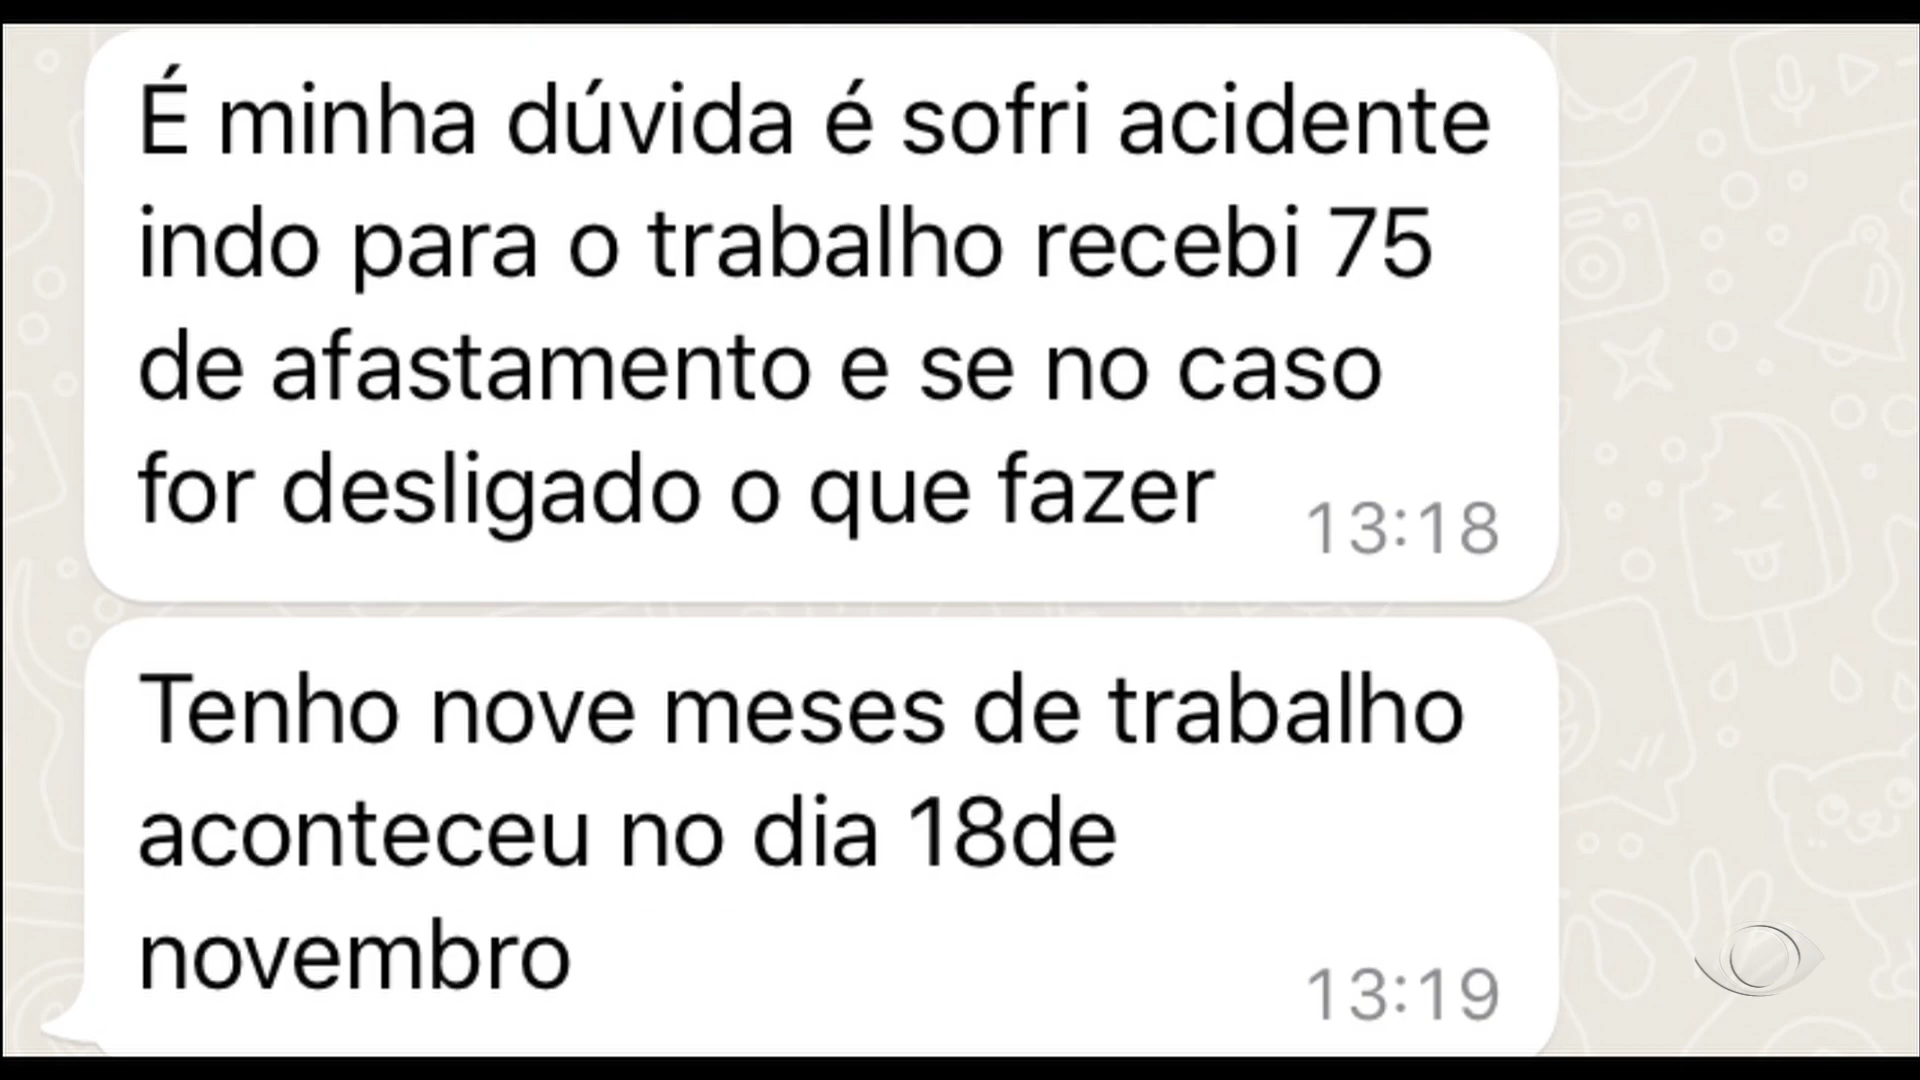 É minha dúvida é sofri acidente
indo para o trabalho recebi 75
de afastamento e se no caso
for desligado o que fazer
13:18
Tenho nove meses de trabalho
aconteceu no dia 18de
novembro
13:19